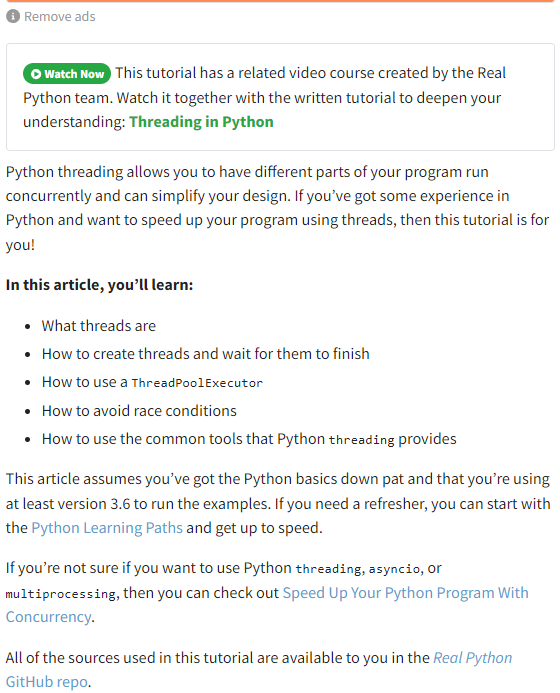 Remove ads
Watch Now This tutorial has a related video course created by the Real
Python team. Watch it together with the written tutorial to deepen your
understanding: Threading in Python
Python threading allows you to have different parts of your program run
concurrently and can simplify your design. If you’ve got some experience in
Python and want to speed up your program using threads, then this tutorial is for
you!
In this article, you’ll learn:
• What threads are
• How to create threads and wait for them to finish
• How to use a ThreadPoolExecutor
• How to avoid race conditions
• How to use the common tools that Python threading provides
This article assumes you’ve got the Python basics down pat and that you’re using
at least version 3.6 to run the examples. If you need a refresher, you can start with
the Python Learning Paths and get up to speed.
If you’re not sure if you want to use Python threading, asyncio, or
multiprocessing, then you can check out Speed Up Your Python Program With
Concurrency.
All of the sources used in this tutorial are available to you in the Real Python
GitHub repo.